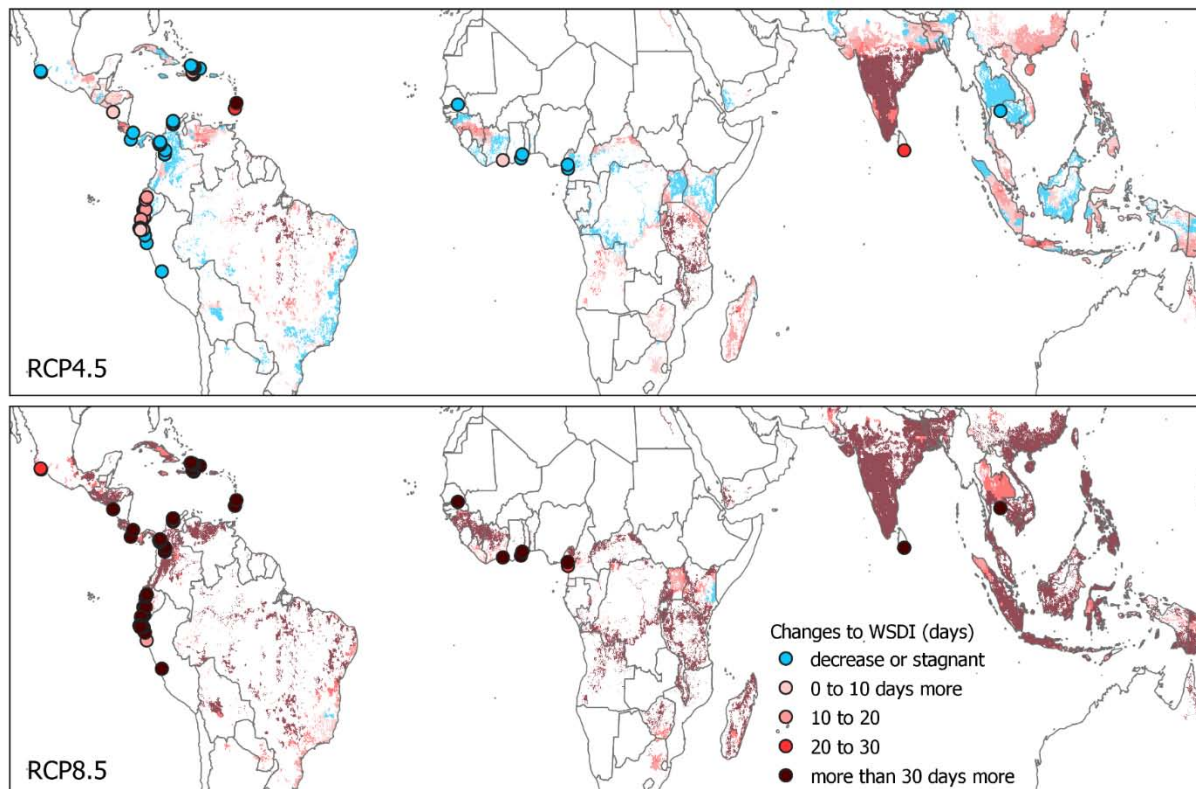 RCP4.5
Changes to WSDI (days)
decrease or stagnant
0 to 10 days more
10 to 20
20 to 30
more than 30 days more
RCP8.5